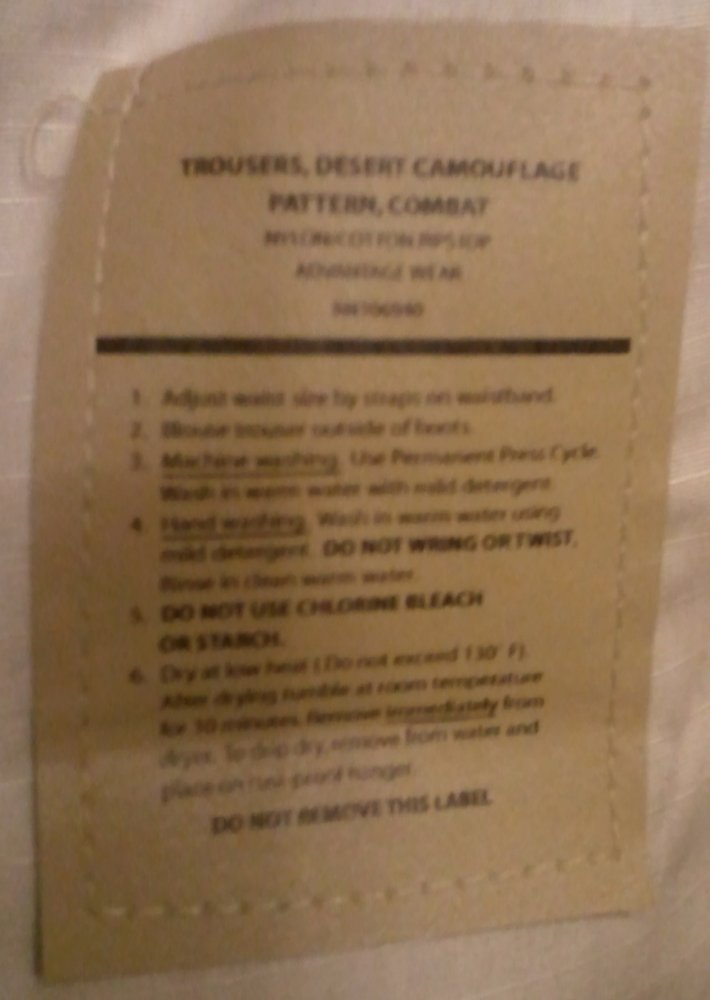 TROUSERS, DESERT CAMOUFLAGE
PATTERN, COMBAT
NYLON/COTTON RIPSTOP
ADVANTAGE WEAR
1. Adjust waist size by straps on waistband.
2. Blouse trouser outside of boots.
3. Machine washing. Use Permanent Press Cycle.
Wash in warm water with mild detergent.
4. Hand washing. Wash in warm water using
mild detergent. DO NOT WRING OR TWIST.
Rinse in clean warm water.
5. DO NOT USE CHLORINE BLEACH
OR STARCH.
6. Dry at low heat (Do not exceed 130° F).
After drying tumble at room temperature
for 10 minutes. Remove immediately from
dryer. To drip dry, remove from water and
place on rust-proof hanger.
DO NOT REMOVE THIS LABEL